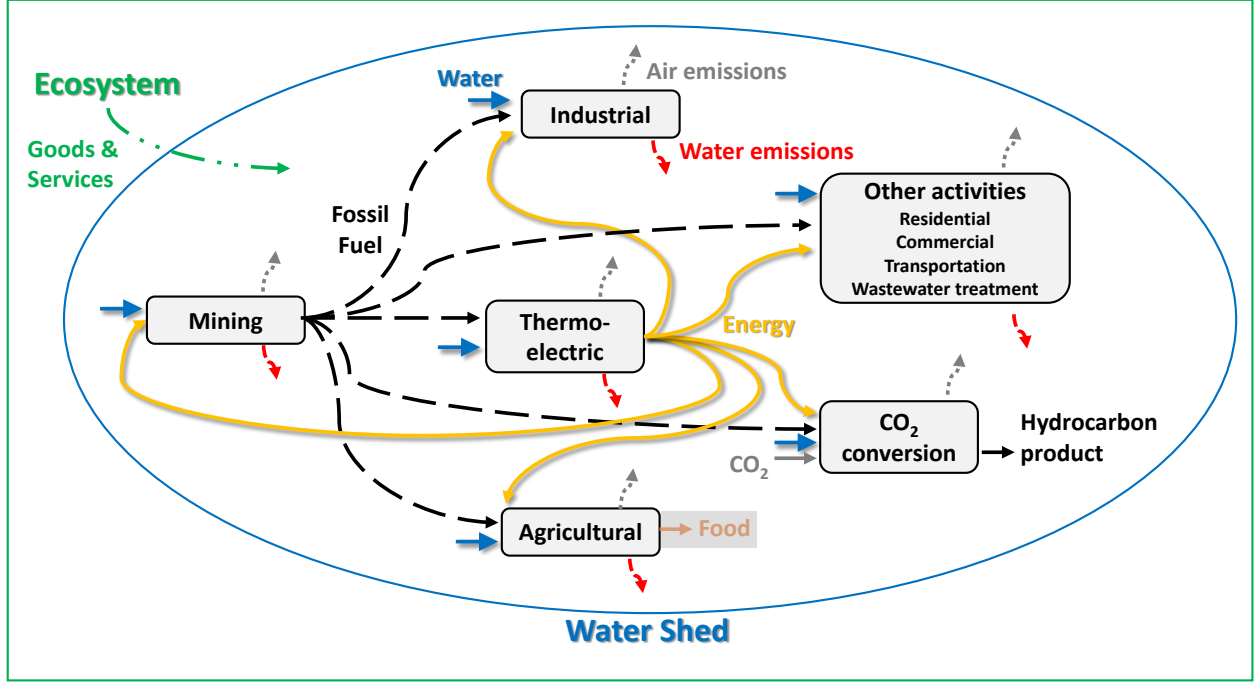 Ecosystem
Goods &
Services
Water
Air emissions
Industrial
Water emissions
Fossil
Fuel
Other activities
Residential
Commercial
Transportation
Wastewater treatment
Mining
Thermo-
electric
Energy
CO₂
conversion
CO₂
Hydrocarbon
product
Agricultural
Food
Water Shed